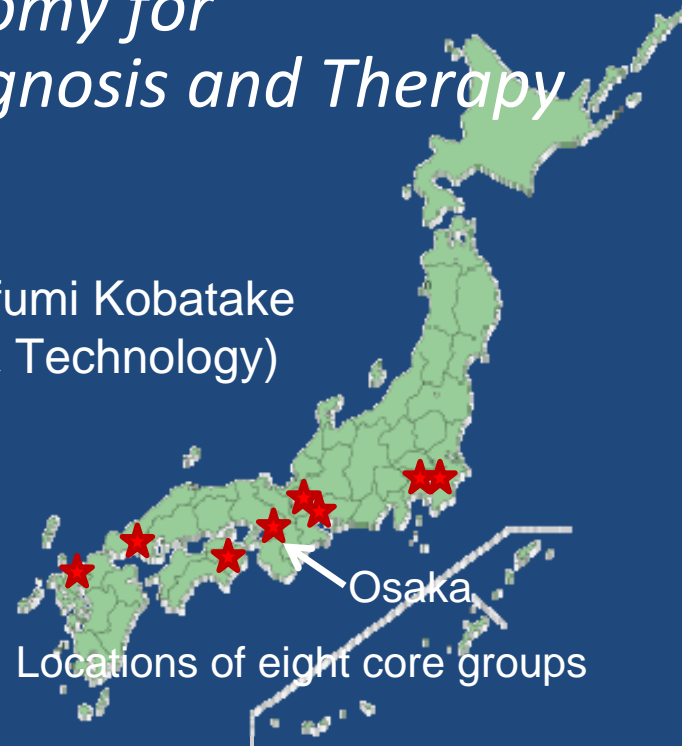 omy for
gnosis and Therapy
fumi Kobatake
Technology)
Osaka
Locations of eight core groups